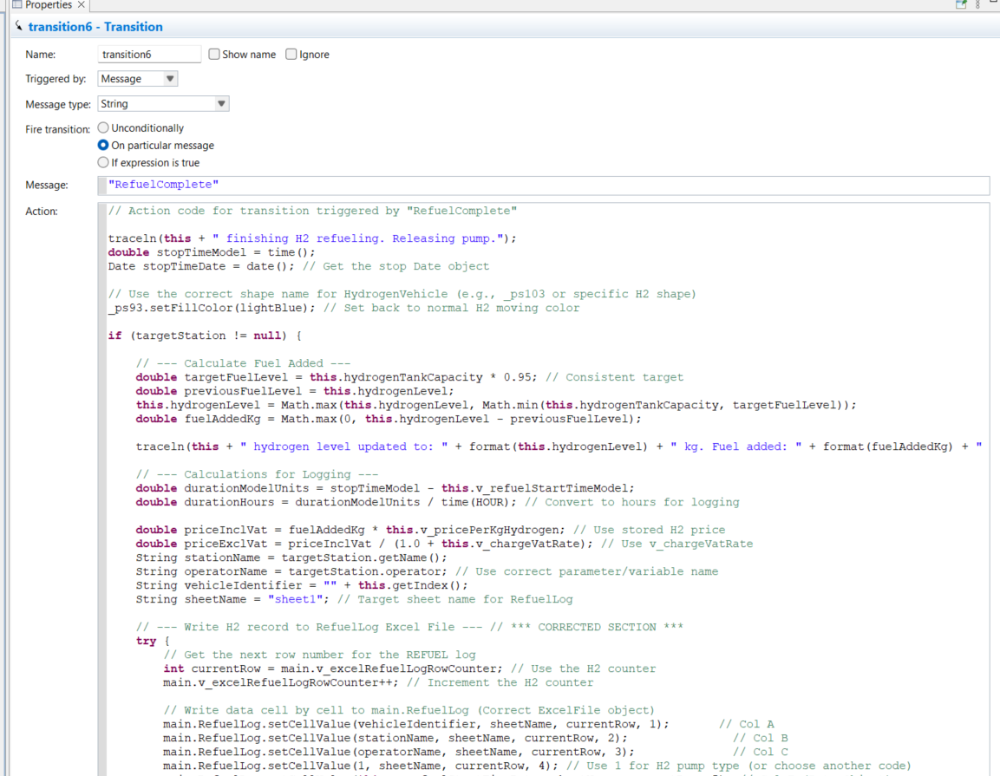 Properties
transition6 - Transition
Name: transition6 Show name Ignore
Triggered by: Message
Message type: String
Fire transition: Unconditionally
On particular message
If expression is true
Message: "RefuelComplete"
Action: // Action code for transition triggered by "RefuelComplete"
traceln(this + " finishing H2 refueling. Releasing pump.");
double stopTimeModel = time();
Date stopTimeDate = date(); // Get the stop Date object
// Use the correct shape name for HydrogenVehicle (e.g., _ps103 or specific H2 shape)
_ps93.setFillColor(lightBlue); // Set back to normal H2 moving color
if (targetStation != null) {
// --- Calculate Fuel Added ---
double targetFuelLevel = this.hydrogenTankCapacity * 0.95; // Consistent target
double previousFuelLevel = this.hydrogenLevel;
this.hydrogenLevel = Math.max(this.hydrogenLevel, Math.min(this.hydrogenTankCapacity, targetFuelLevel));
double fuelAddedKg = Math.max(0, this.hydrogenLevel - previousFuelLevel);
traceln(this + " hydrogen level updated to: " + format(this.hydrogenLevel) + " kg. Fuel added: " + format(fuelAddedKg) + "
// --- Calculations for Logging ---
double durationModelUnits = stopTimeModel - this.v_refuelStartTimeModel;
double durationHours = durationModelUnits / time(HOUR); // Convert to hours for logging
double priceInclVat = fuelAddedKg * this.v_pricePerKgHydrogen; // Use stored H2 price
double priceExclVat = priceInclVat / (1.0 + this.v_chargeVatRate); // Use v_chargeVatRate
String stationName = targetStation.getName();
String operatorName = targetStation.operator; // Use correct parameter/variable name
String vehicleIdentifier = "" + this.getIndex();
String sheetName = "sheet1"; // Target sheet name for RefuelLog
// --- Write H2 record to RefuelLog Excel File --- // *** CORRECTED SECTION ***
try {
// Get the next row number for the REFUEL log
int currentRow = main.v_excelRefuelLogRowCounter; // Use the H2 counter
main.v_excelRefuelLogRowCounter++; // Increment the H2 counter
// Write data cell by cell to main.RefuelLog (Correct ExcelFile object)
main.RefuelLog.setCellValue(vehicleIdentifier, sheetName, currentRow, 1); // Col A
main.RefuelLog.setCellValue(stationName, sheetName, currentRow, 2); // Col B
main.RefuelLog.setCellValue(operatorName, sheetName, currentRow, 3); // Col C
main.RefuelLog.setCellValue(1, sheetName, currentRow, 4); // Use 1 for H2 pump type (or choose another code)